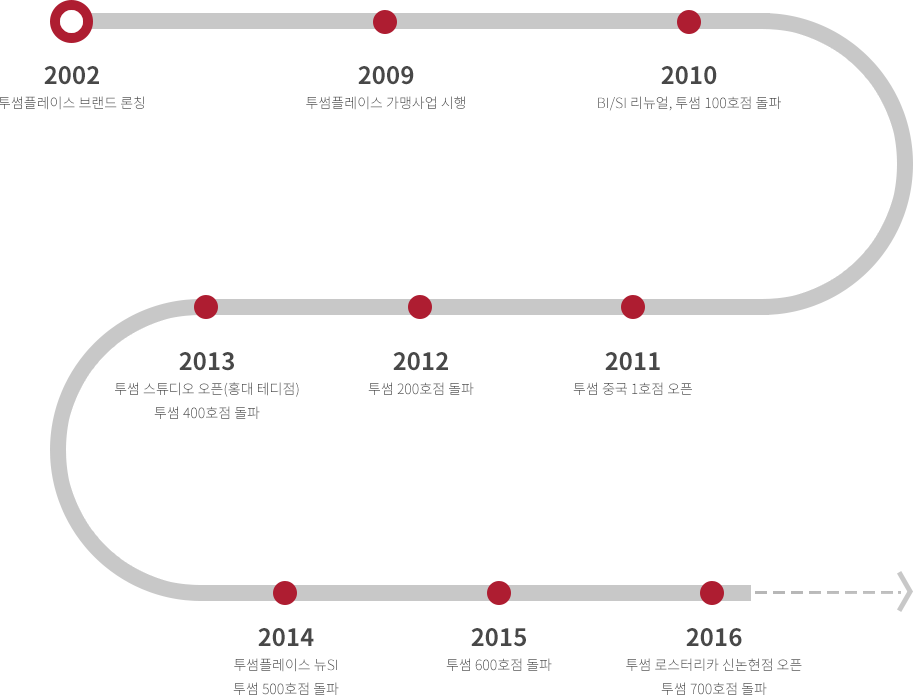 2002
투썸플레이스 브랜드 론칭
2009
투썸플레이스 가맹사업 시행
2010
BI/SI 리뉴얼, 투썸 100호점 돌파
2011
투썸 중국 1호점 오픈
2012
투썸 200호점 돌파
2013
투썸 스튜디오 오픈(홍대 테디점)
투썸 400호점 돌파
2014
투썸플레이스 뉴SI
투썸 500호점 돌파
2015
투썸 600호점 돌파
2016
투썸 로스터리카 신논현점 오픈
투썸 700호점 돌파